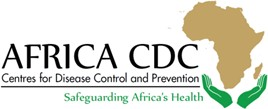 AFRICA CDC
Centres for Disease Control and Prevention
Safeguarding Africa's Health